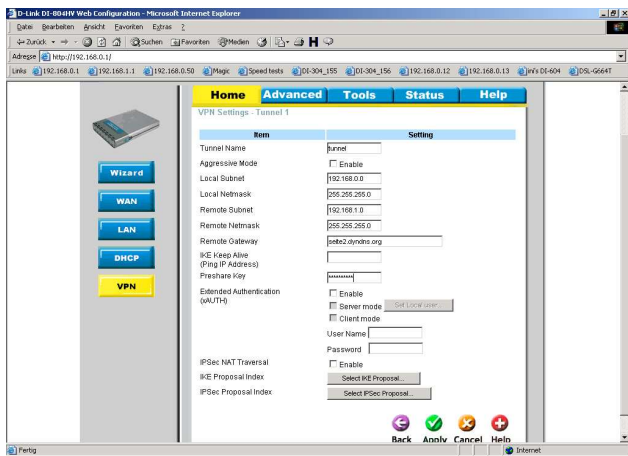 D-Link DI-804HV Web Configuration - Microsoft Internet Explorer
Datei Bearbeiten Ansicht Favoriten Extras ?
Zurück Suchen Favoriten Medien
Adresse http://192.168.0.1/
Links 192.168.0.1 192.168.1.1 192.168.0.50 Magic Speed tests DI-304_155 DI-304_156 192.168.0.12 192.168.0.13 jini's DI-604 DSL-G664T
Home Advanced Tools Status Help
VPN Settings - Tunnel 1
Item Setting
Tunnel Name tunnel
Aggressive Mode Enable
Local Subnet 192.168.0.0
Local Netmask 255.255.255.0
Remote Subnet 192.168.1.0
Remote Netmask 255.255.255.0
Remote Gateway seite2.dyndns.org
IKE Keep Alive
(Ping IP Address)
Preshare Key **********
Extended Authentication
(xAUTH)
Enable
Server mode Set Local user...
Client mode
User Name
Password
IPSec NAT Traversal Enable
IKE Proposal Index Select IKE Proposal...
IPSec Proposal Index Select IPSec Proposal...
Wizard
WAN
LAN
DHCP
VPN
Back Apply Cancel Help
Fertig Internet